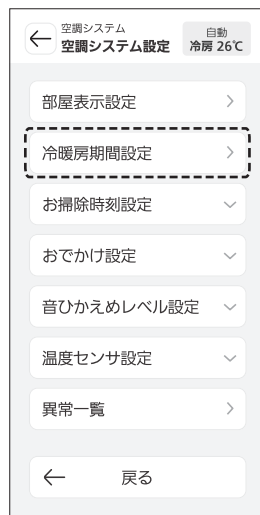 空調システム
空調システム設定
自動
冷房 26℃
部屋表示設定
冷暖房期間設定
お掃除時刻設定
おでかけ設定
音ひかえめレベル設定
温度センサ設定
異常一覧
戻る